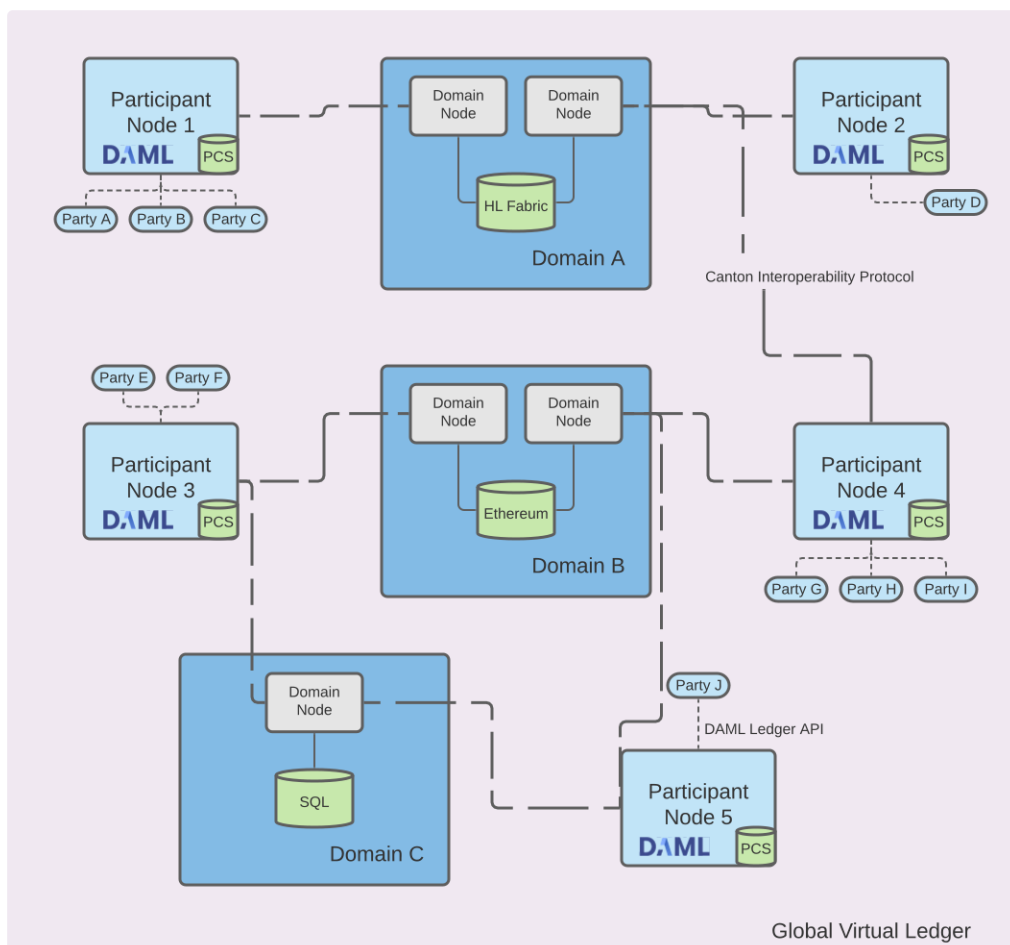 Participant
Node 1
DAML
PCS
Party A
Party B
Party C
Domain
Node
Domain
Node
HL Fabric
Domain A
Participant
Node 2
DAML
PCS
Party D
Canton Interoperability Protocol
Party E
Party F
Participant
Node 3
DAML
PCS
Domain
Node
Domain
Node
Ethereum
Domain B
Participant
Node 4
DAML
PCS
Party G
Party H
Party I
Domain
Node
SQL
Domain C
Party J
DAML Ledger API
Participant
Node 5
DAML
PCS
Global Virtual Ledger